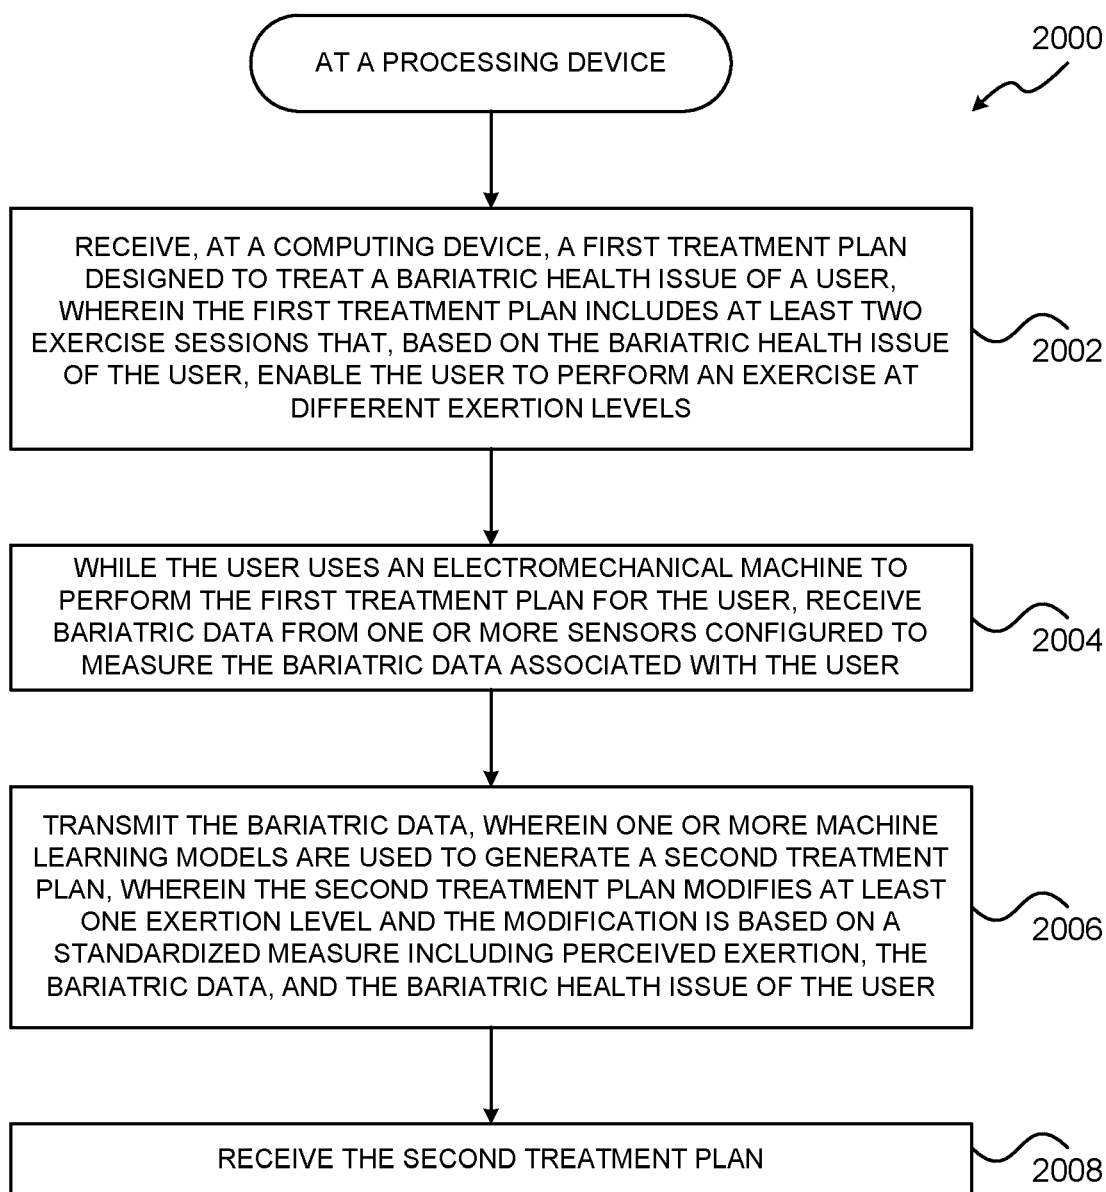 AT A PROCESSING DEVICE
2000
RECEIVE, AT A COMPUTING DEVICE, A FIRST TREATMENT PLAN
DESIGNED TO TREAT A BARIATRIC HEALTH ISSUE OF A USER,
WHEREIN THE FIRST TREATMENT PLAN INCLUDES AT LEAST TWO
EXERCISE SESSIONS THAT, BASED ON THE BARIATRIC HEALTH ISSUE
OF THE USER, ENABLE THE USER TO PERFORM AN EXERCISE AT
DIFFERENT EXERTION LEVELS
2002
WHILE THE USER USES AN ELECTROMECHANICAL MACHINE TO
PERFORM THE FIRST TREATMENT PLAN FOR THE USER, RECEIVE
BARIATRIC DATA FROM ONE OR MORE SENSORS CONFIGURED TO
MEASURE THE BARIATRIC DATA ASSOCIATED WITH THE USER
2004
TRANSMIT THE BARIATRIC DATA, WHEREIN ONE OR MORE MACHINE
LEARNING MODELS ARE USED TO GENERATE A SECOND TREATMENT
PLAN, WHEREIN THE SECOND TREATMENT PLAN MODIFIES AT LEAST
ONE EXERTION LEVEL AND THE MODIFICATION IS BASED ON A
STANDARDIZED MEASURE INCLUDING PERCEIVED EXERTION, THE
BARIATRIC DATA, AND THE BARIATRIC HEALTH ISSUE OF THE USER
2006
RECEIVE THE SECOND TREATMENT PLAN
2008